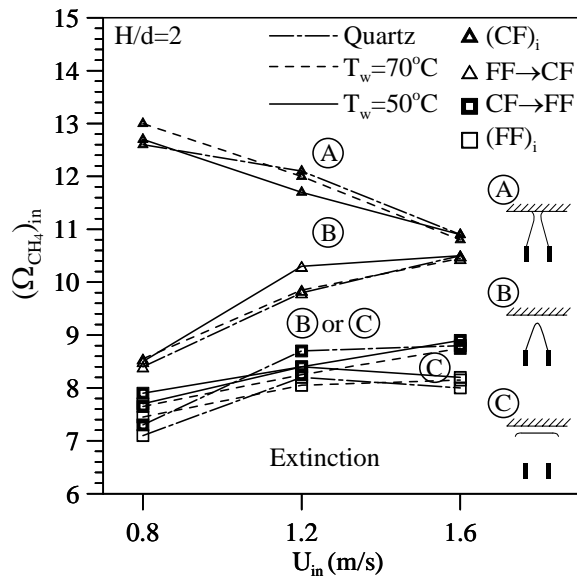 H/d=2
Quartz
T_w=70°C
T_w=50°C
(CF)_i
FF→CF
CF→FF
(FF)_i
(Ω_CH₄)_in
14
13
12
11
10
9
8
7
6
A
B
B or C
C
Extinction
A
B
C
0.8
1.2
1.6
U_in (m/s)